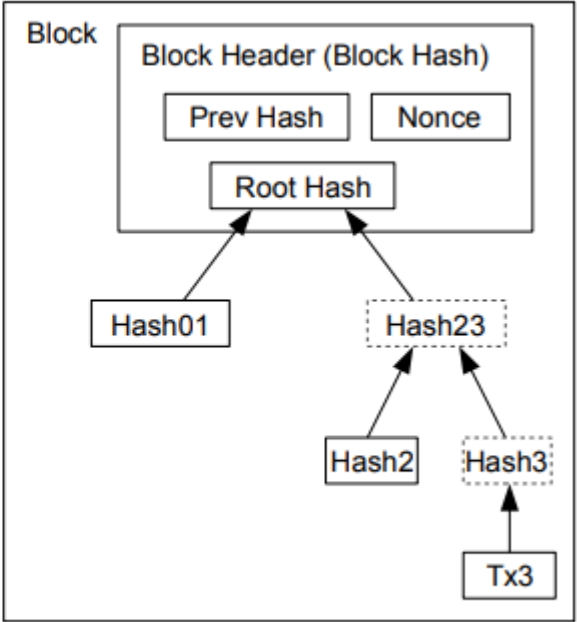 Block
Block Header (Block Hash)
Prev Hash
Nonce
Root Hash
Hash01
Hash23
Hash2
Hash3
Tx3